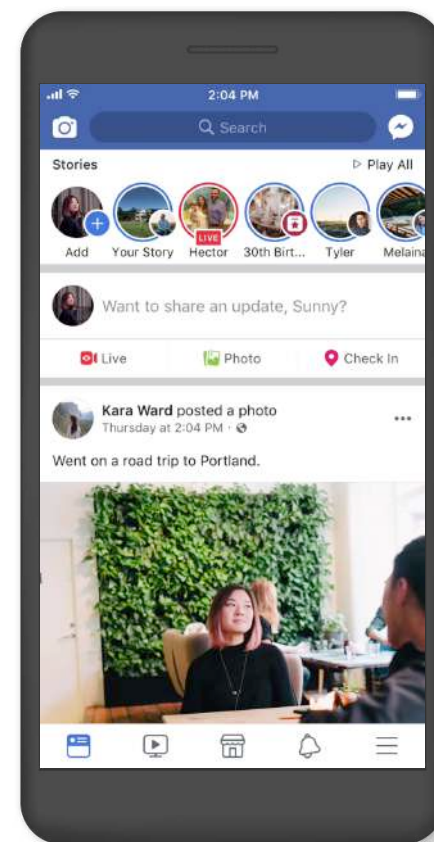 2:04 PM
Search
Stories
Play All
LIVE
Add
Your Story
Hector
30th Birt...
Tyler
Melaina
Want to share an update, Sunny?
Live
Photo
Check In
Kara Ward posted a photo
Thursday at 2:04 PM ·
Went on a road trip to Portland.